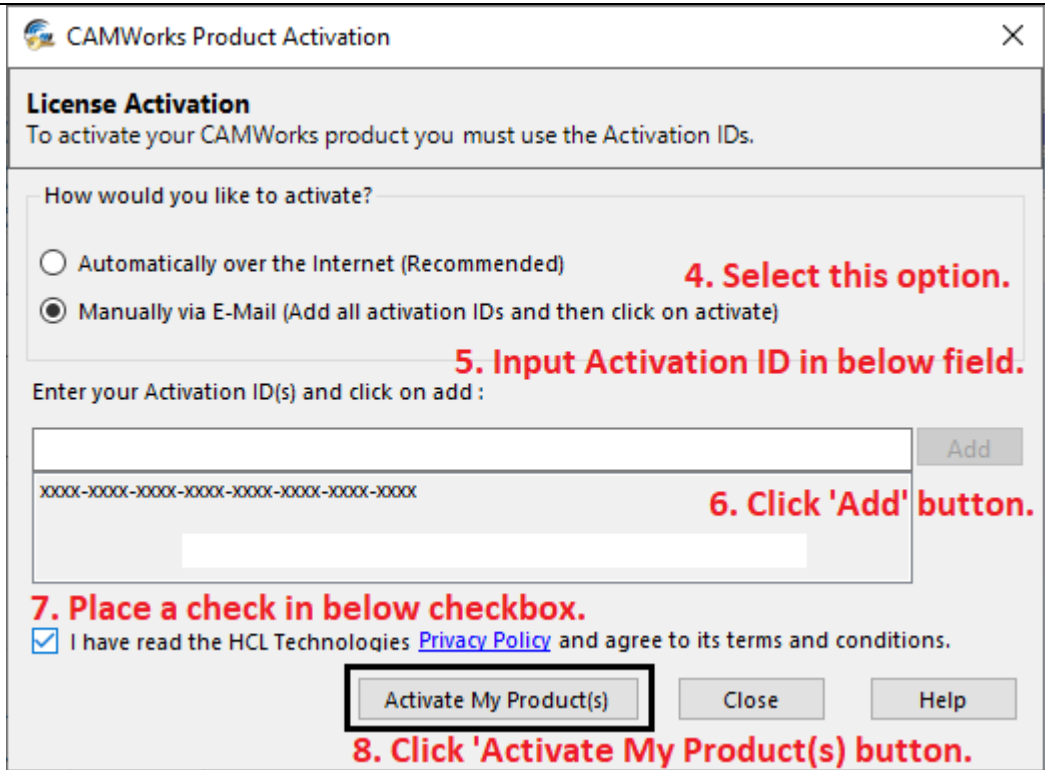 CAMWorks Product Activation
License Activation
To activate your CAMWorks product you must use the Activation IDs.
How would you like to activate?
Automatically over the Internet (Recommended)
4. Select this option.
Manually via E-Mail (Add all activation IDs and then click on activate)
5. Input Activation ID in below field.
Enter your Activation ID(s) and click on add :
Add
xxxx-xxxx-xxxx-xxxx-xxxx-xxxx-xxxx-xxxx
6. Click 'Add' button.
7. Place a check in below checkbox.
I have read the HCL Technologies Privacy Policy and agree to its terms and conditions.
Activate My Product(s) Close Help
8. Click 'Activate My Product(s) button.